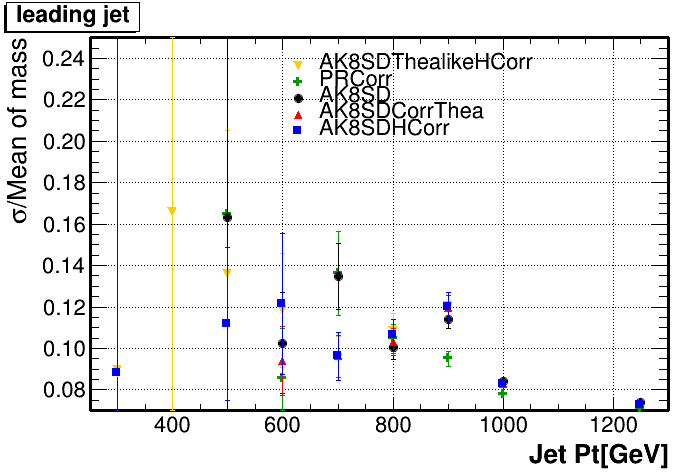 leading jet
σ/Mean of mass
0.24
0.22
0.20
0.18
0.16
0.14
0.12
0.10
0.08
AK8SDThealikeHCorr
PRCorr
AK8SD
AK8SDCorrThea
AK8SDHCorr
400 600 800 1000 1200
Jet Pt[GeV]